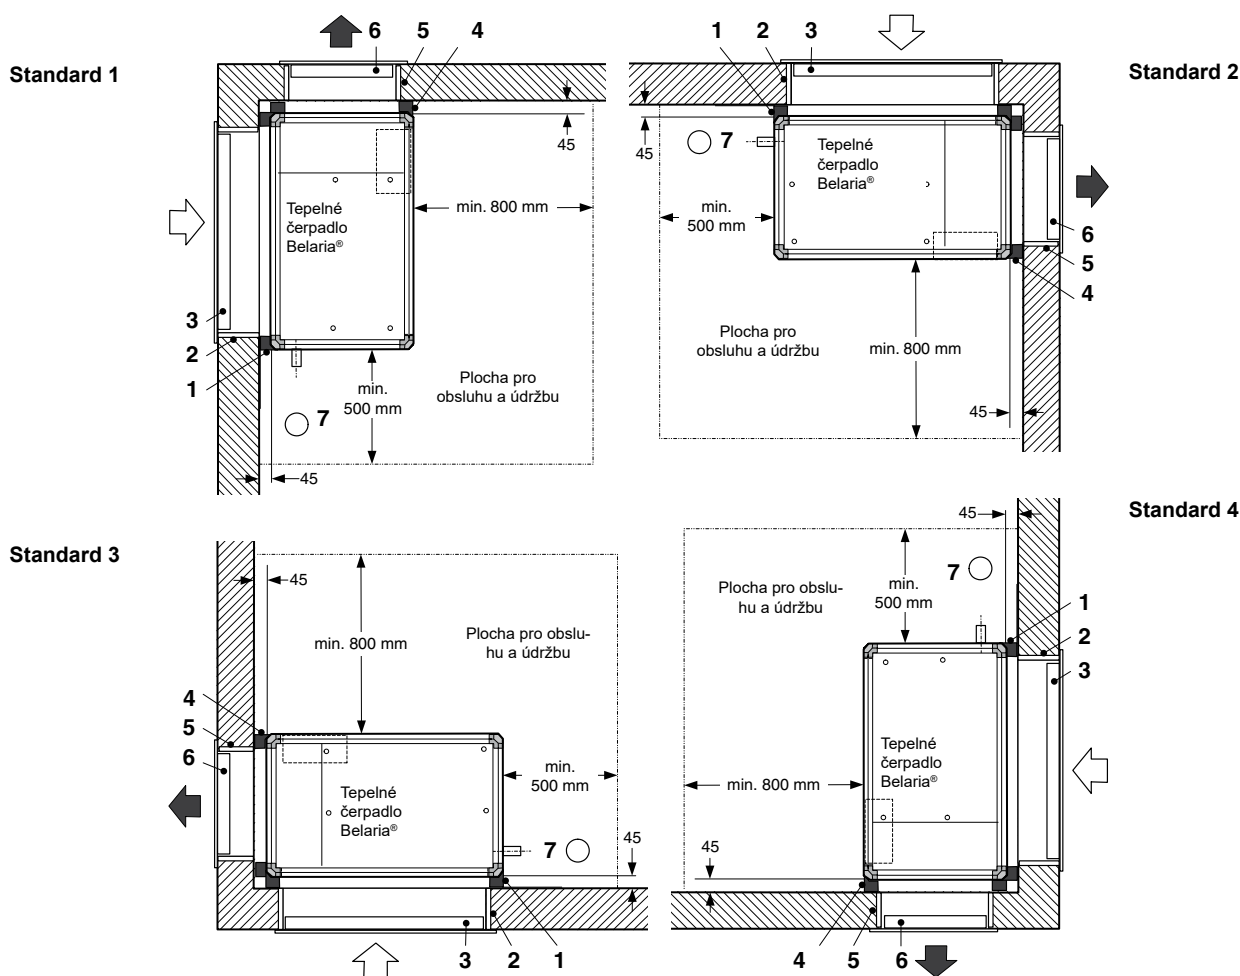 Standard 1
6
5
4
45
7
min. 800 mm
Tepelné
čerpadlo
Belaria®
3
2
1
min.
500 mm
Plocha pro
obsluhu a údržbu
7
45
1
2
3
Standard 2
45
7
Tepelné
čerpadlo
Belaria®
min.
500 mm
6
5
4
Plocha pro
obsluhu a údržbu
min. 800 mm
45
Standard 3
45
min. 800 mm
Plocha pro obslu-
hu a údržbu
4
5
6
min.
500 mm
Tepelné
čerpadlo
Belaria®
45
7
3
2
1
Standard 4
45
7
Plocha pro obslu-
hu a údržbu
min.
500 mm
1
2
3
Tepelné
čerpadlo
Belaria®
min. 800 mm
45
4
5
6